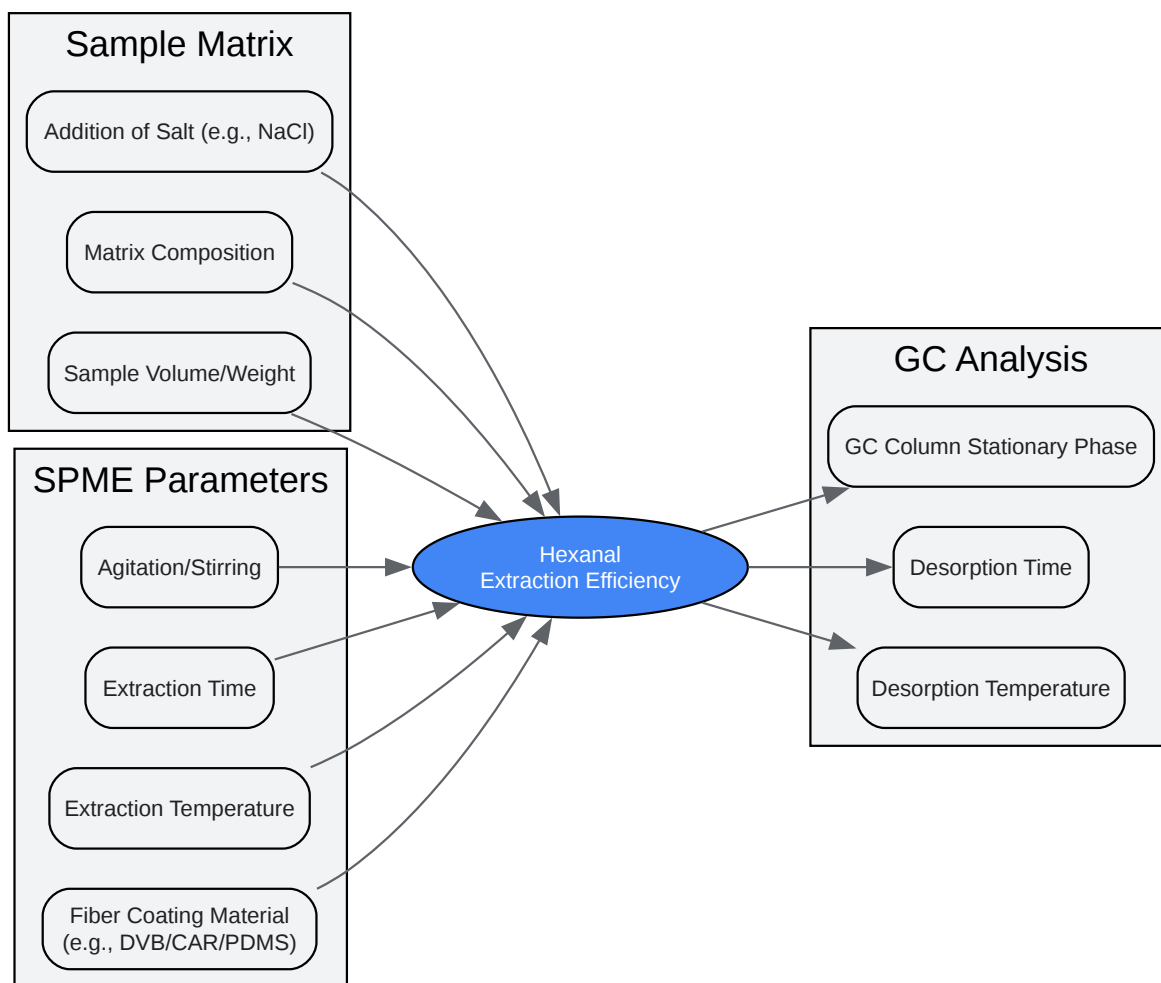 Sample Matrix
Addition of Salt (e.g., NaCl)
Matrix Composition
Sample Volume/Weight
SPME Parameters
Agitation/Stirring
Extraction Time
Extraction Temperature
Fiber Coating Material
(e.g., DVB/CAR/PDMS)
Hexanal
Extraction Efficiency
GC Analysis
GC Column Stationary Phase
Desorption Time
Desorption Temperature